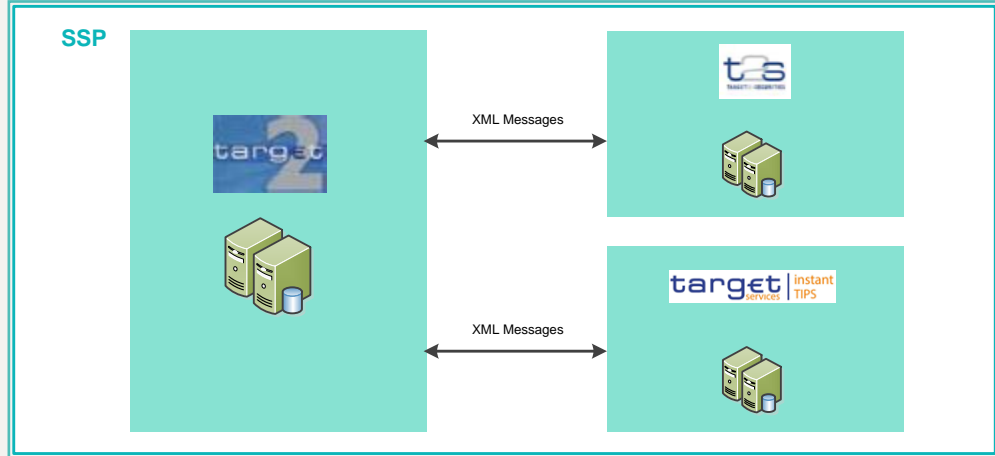 SSP
target
2
XML Messages
t2s
XML Messages
target | instant
services | TIPS